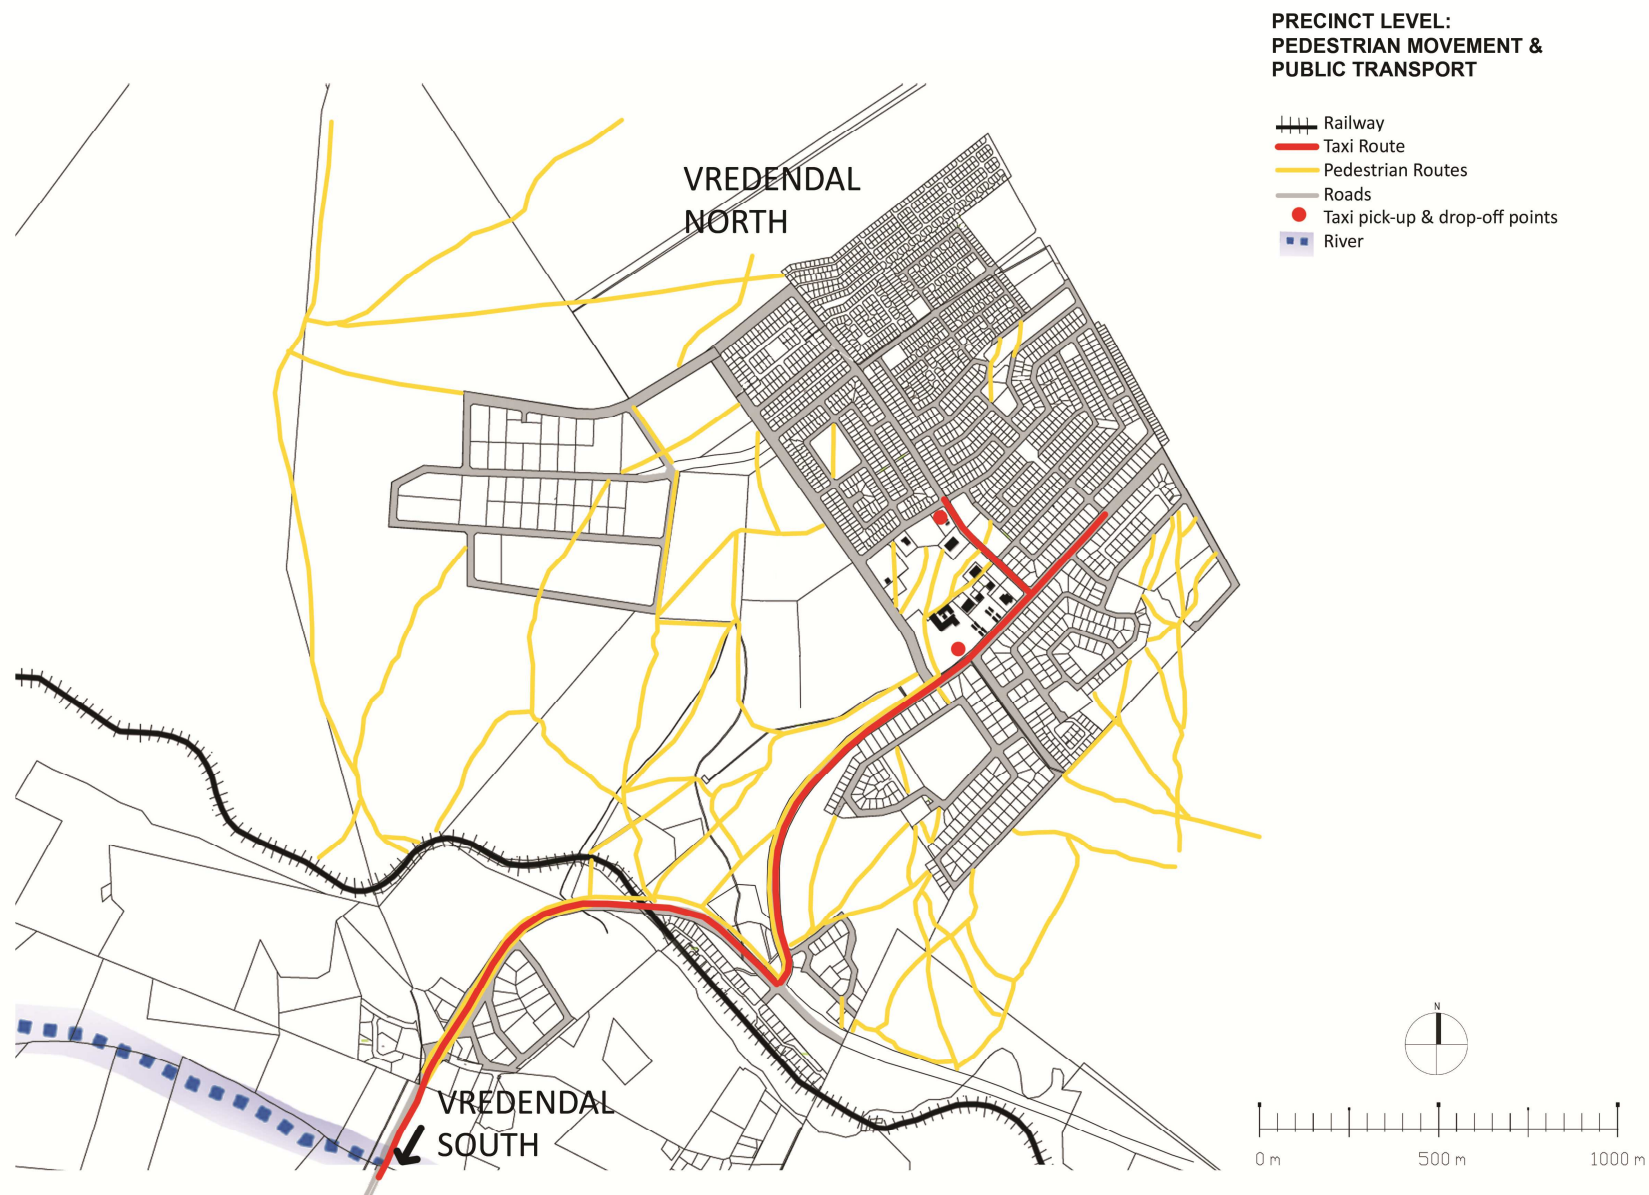 PRECINCT LEVEL:
PEDESTRIAN MOVEMENT &
PUBLIC TRANSPORT
Railway
Taxi Route
Pedestrian Routes
Roads
Taxi pick-up & drop-off points
River
VREDENDAL
NORTH
VREDENDAL
SOUTH
N
0 m
500 m
1000 m